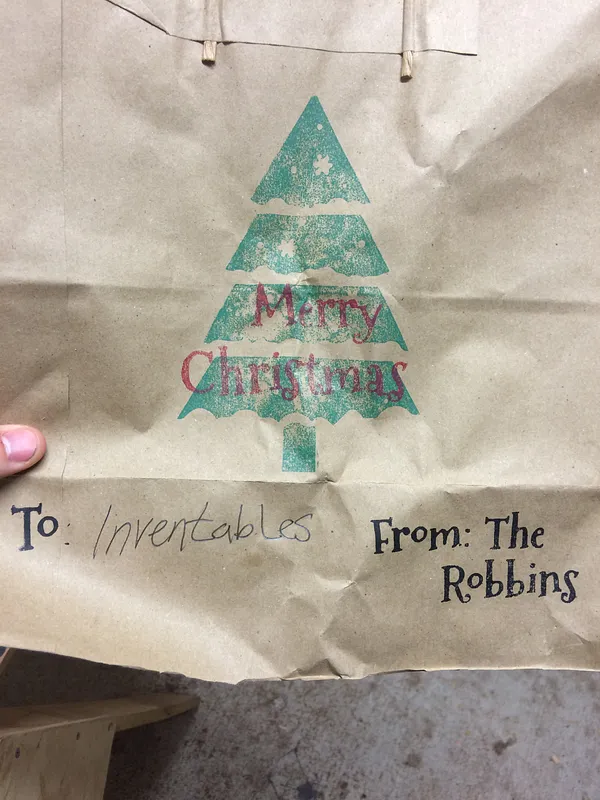 Merry
Christmas
To: Inventables
From: The
Robbins